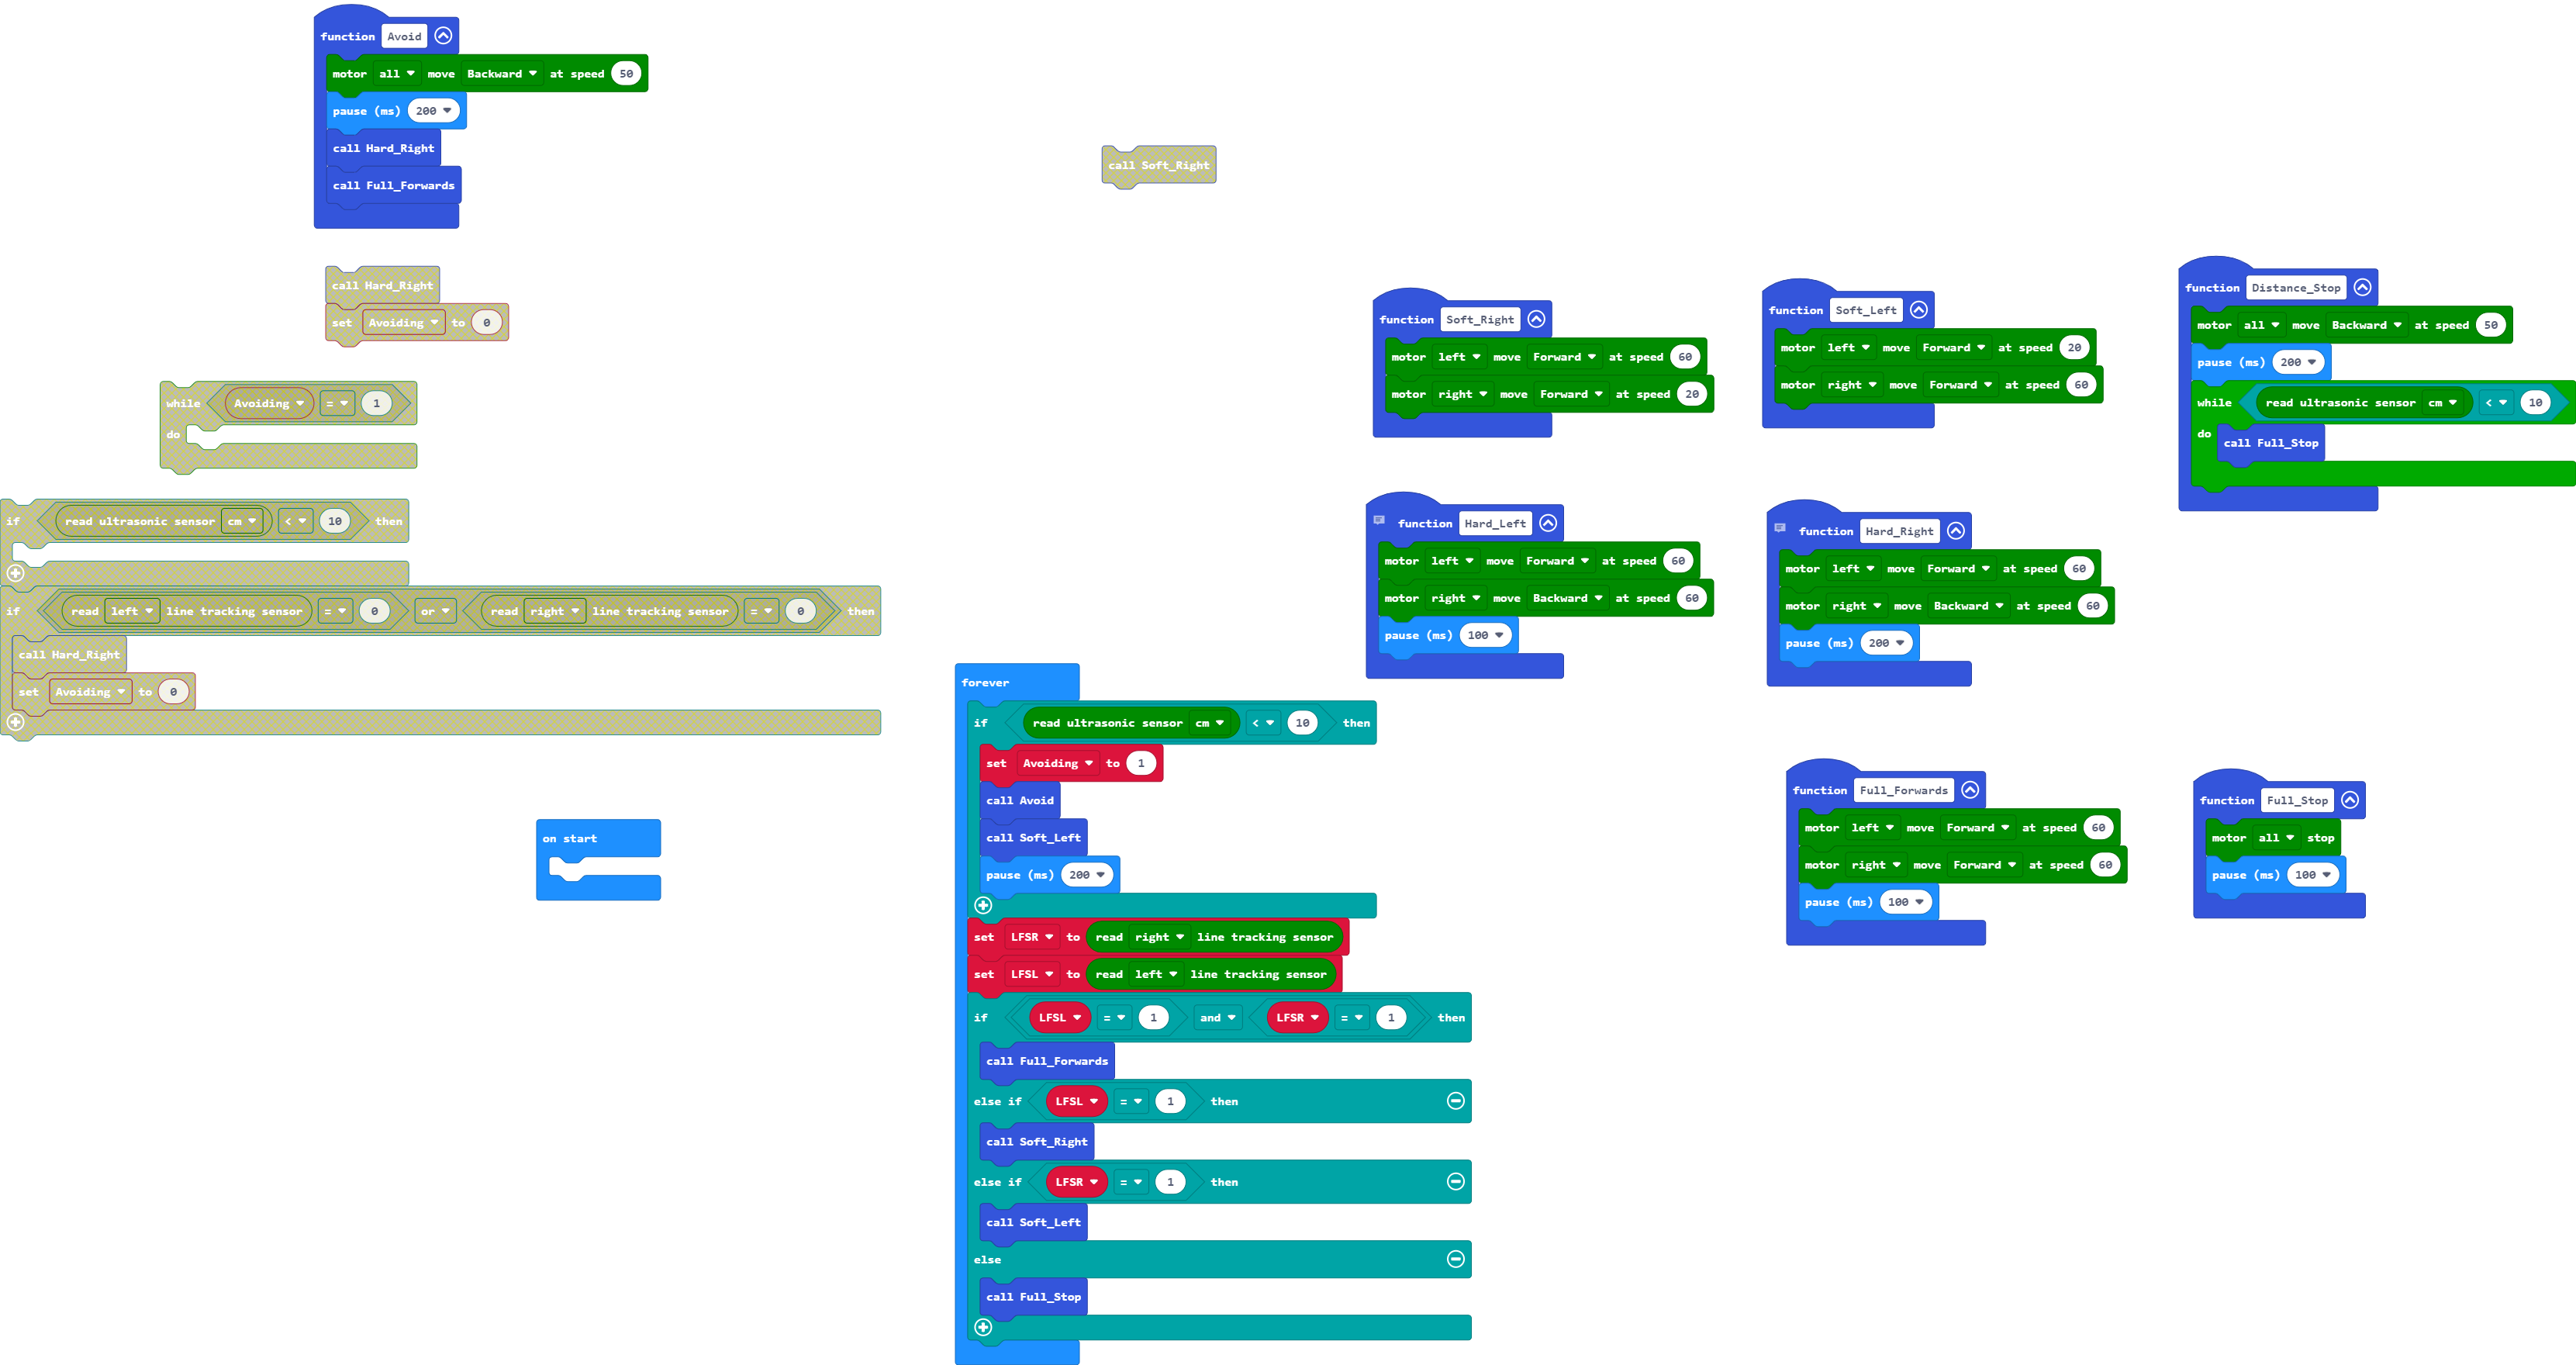 function Avoid
motor all move Backward at speed 50
pause (ms) 200
call Hard_Right
call Full_Forwards
call Soft_Right
call Hard_Right
set Avoiding to 0
while Avoiding = 1
do
if read ultrasonic sensor cm < 10 then
if read left line tracking sensor = 0 or read right line tracking sensor = 0 then
call Hard_Right
set Avoiding to 0
on start
forever
if read ultrasonic sensor cm < 10 then
set Avoiding to 1
call Avoid
call Soft_Left
pause (ms) 200
set LFSR to read right line tracking sensor
set LFSL to read left line tracking sensor
if LFSL = 1 and LFSR = 1 then
call Full_Forwards
else if LFSL = 1 then
call Soft_Right
else if LFSR = 1 then
call Soft_Left
else
call Full_Stop
function Soft_Right
motor left move Forward at speed 60
motor right move Forward at speed 20
function Soft_Left
motor left move Forward at speed 20
motor right move Forward at speed 60
function Distance_Stop
motor all move Backward at speed 50
pause (ms) 200
while read ultrasonic sensor cm < 10
do
call Full_Stop
function Hard_Left
motor left move Forward at speed 60
motor right move Backward at speed 60
pause (ms) 100
function Hard_Right
motor left move Forward at speed 60
motor right move Backward at speed 60
pause (ms) 200
function Full_Forwards
motor left move Forward at speed 60
motor right move Forward at speed 60
pause (ms) 100
function Full_Stop
motor all stop
pause (ms) 100